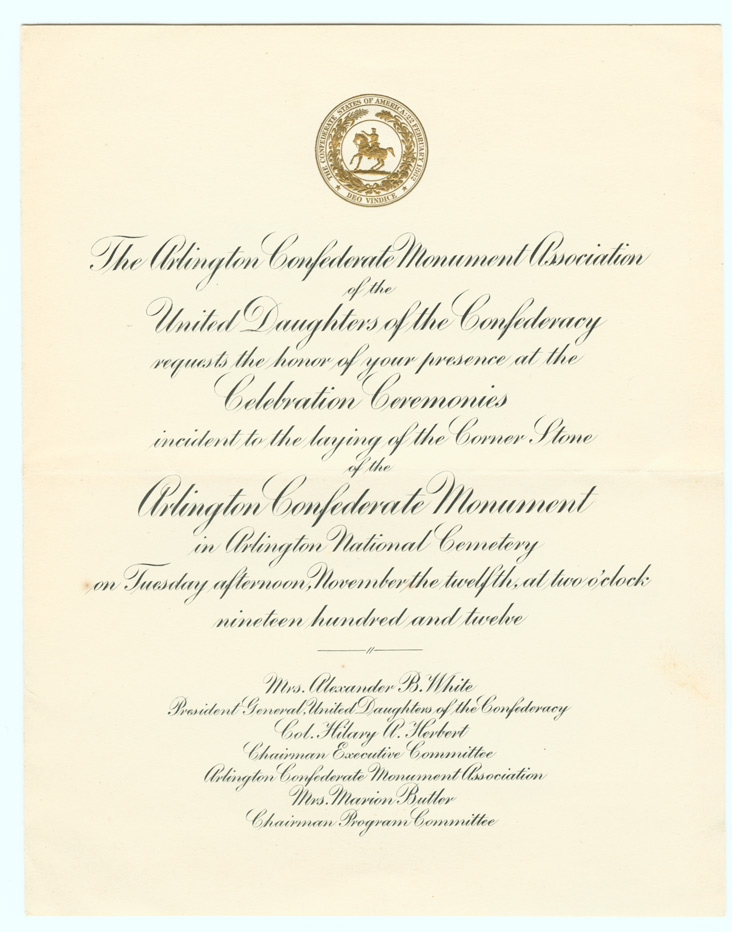 THE CONFEDERATE STATES OF AMERICA: 22 FEBRUARY 1862
DEO VINDICE
The Arlington Confederate Monument Association
of the
United Daughters of the Confederacy
requests the honor of your presence at the
Celebration Ceremonies
incident to the laying of the Corner Stone
of the
Arlington Confederate Monument
in Arlington National Cemetery
on Tuesday afternoon, November the twelfth, at two o'clock
nineteen hundred and twelve
Mrs. Alexander B. White
President General, United Daughters of the Confederacy
Col. Hilary A. Herbert
Chairman Executive Committee
Arlington Confederate Monument Association
Mrs. Marion Butler
Chairman Program Committee